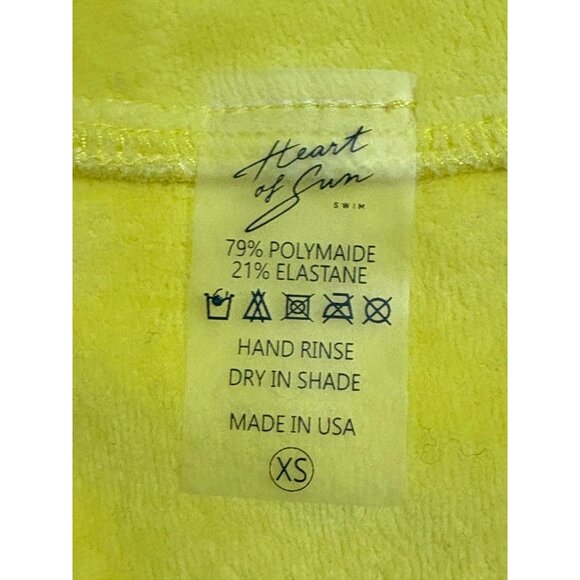 Heart
of Sun
SWIM
79% POLYMAIDE
21% ELASTANE
HAND RINSE
DRY IN SHADE
MADE IN USA
XS